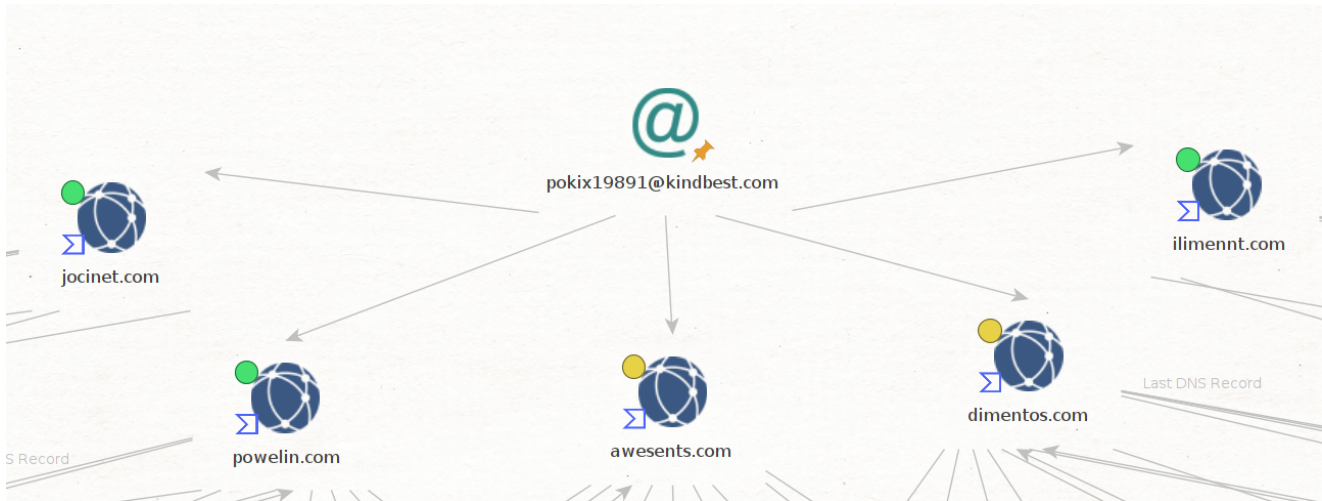 pokix19891@kindbest.com
jocinet.com
ilimennt.com
powelin.com
awesents.com
dimentos.com
Last DNS Record
S Record